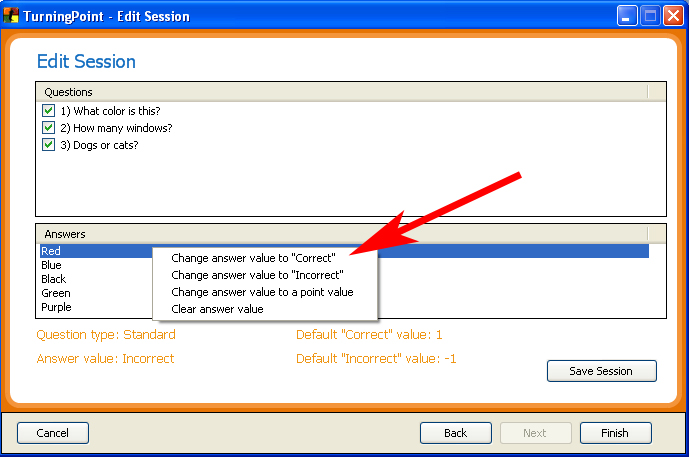 TurningPoint - Edit Session
Edit Session
Questions
1) What color is this?
2) How many windows?
3) Dogs or cats?
Answers
Red
Blue
Black
Green
Purple
Change answer value to "Correct"
Change answer value to "Incorrect"
Change answer value to a point value
Clear answer value
Question type: Standard
Default "Correct" value: 1
Answer value: Incorrect
Default "Incorrect" value: -1
Save Session
Cancel
Back
Next
Finish